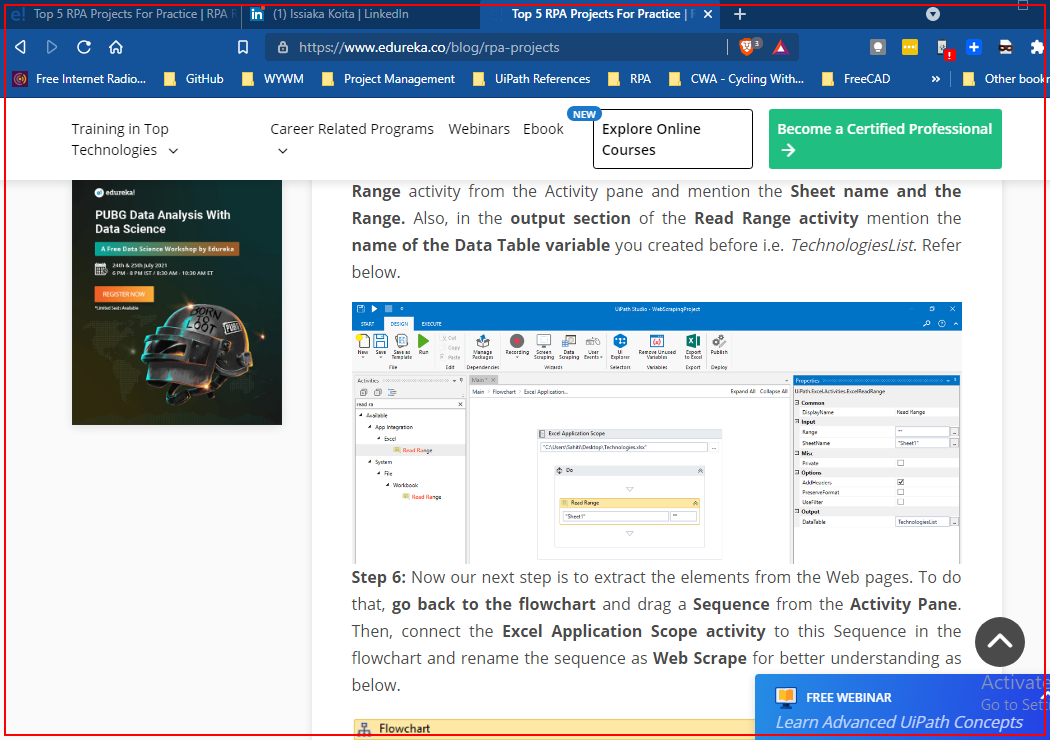 Top 5 RPA Projects For Practice | RPA
(1) Issiaka Koita | LinkedIn
Top 5 RPA Projects For Practice |
https://www.edureka.co/blog/rpa-projects
3
Free Internet Radio...
GitHub
WYWM
Project Management
UiPath References
RPA
CWA - Cycling With...
FreeCAD
»
Other book
Training in Top
Technologies
Career Related Programs
Webinars
Ebook
NEW
Explore Online
Courses
Become a Certified Professional
edureka!
PUBG Data Analysis With
Data Science
A Free Data Science Workshop by Edureka
24th & 25th July 2021
6 PM - 8 PM IST / 8:30 AM - 10:30 AM ET
REGISTER NOW
*Limited Seats Available
BORN
TO
LOOT
PUBG
Range activity from the Activity pane and mention the Sheet name and the
Range. Also, in the output section of the Read Range activity mention the
name of the Data Table variable you created before i.e. TechnologiesList. Refer
below.
UiPath Studio - WebScrapingProject
START
DESIGN
EXECUTE
New
Save
Save as
Template
Run
Cut
Copy
Paste
Manage
Packages
Recording
Screen
Scraping
Data
Scraping
User
Events
UI
Explorer
Remove Unused
Variables
Export
to Excel
Publish
File
Edit
Dependencies
Wizards
Selectors
Variables
Export
Deploy
Activities
read ra
Available
App Integration
Excel
Read Range
System
File
Workbook
Read Range
Main
Main
Flowchart
Excel Application...
Expand All
Collapse All
Excel Application Scope
"C:\Users\Sahiti\Desktop\Technologies.xlsx"
Do
Read Range
"Sheet1"
""
Properties
UiPath.Excel.Activities.ExcelReadRange
Common
DisplayName
Read Range
Input
Range
""
SheetName
"Sheet1"
Misc
Private
Options
AddHeaders
PreserveFormat
UseFilter
Output
DataTable
TechnologiesList
Step 6: Now our next step is to extract the elements from the Web pages. To do
that, go back to the flowchart and drag a Sequence from the Activity Pane.
Then, connect the Excel Application Scope activity to this Sequence in the
flowchart and rename the sequence as Web Scrape for better understanding as
below.
Flowchart
Activate
Go to Set
FREE WEBINAR
Learn Advanced UiPath Concepts